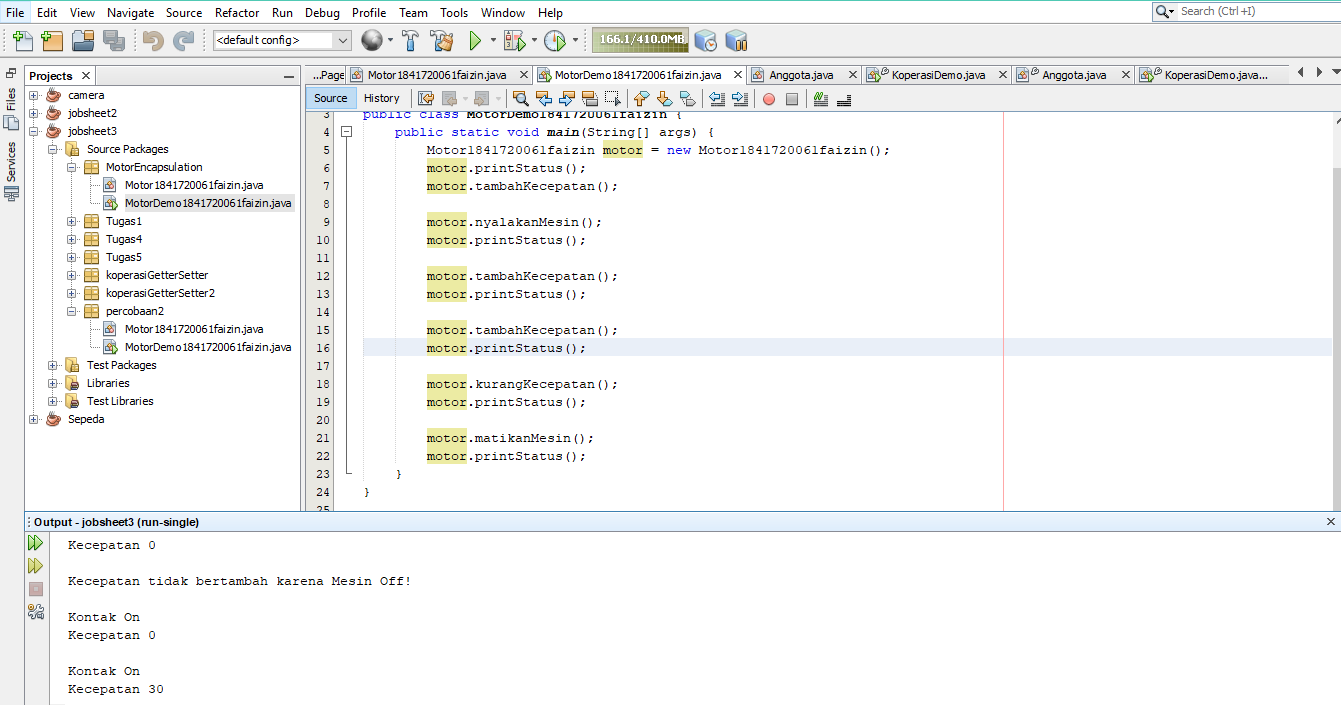 File Edit View Navigate Source Refactor Run Debug Profile Team Tools Window Help
Search (Ctrl+I)
<default config>
166.1/410.0MB
Projects
...Page
Motor1841720061faizin.java
MotorDemo1841720061faizin.java
Anggota.java
KoperasiDemo.java
Anggota.java
KoperasiDemo.java...
Files
Services
camera
jobsheet2
jobsheet3
Source Packages
MotorEncapsulation
Motor1841720061faizin.java
MotorDemo1841720061faizin.java
Tugas1
Tugas4
Tugas5
koperasiGetterSetter
koperasiGetterSetter2
percobaan2
Motor1841720061faizin.java
MotorDemo1841720061faizin.java
Test Packages
Libraries
Test Libraries
Sepeda
Source History
3 public class MotorDemo1841720061faizin {
4 public static void main(String[] args) {
5 Motor1841720061faizin motor = new Motor1841720061faizin();
6 motor.printStatus();
7 motor.tambahKecepatan();
8
9 motor.nyalakanMesin();
10 motor.printStatus();
11
12 motor.tambahKecepatan();
13 motor.printStatus();
14
15 motor.tambahKecepatan();
16 motor.printStatus();
17
18 motor.kurangKecepatan();
19 motor.printStatus();
20
21 motor.matikanMesin();
22 motor.printStatus();
23 }
24 }
25
Output - jobsheet3 (run-single)
Kecepatan 0
Kecepatan tidak bertambah karena Mesin Off!
Kontak On
Kecepatan 0
Kontak On
Kecepatan 30